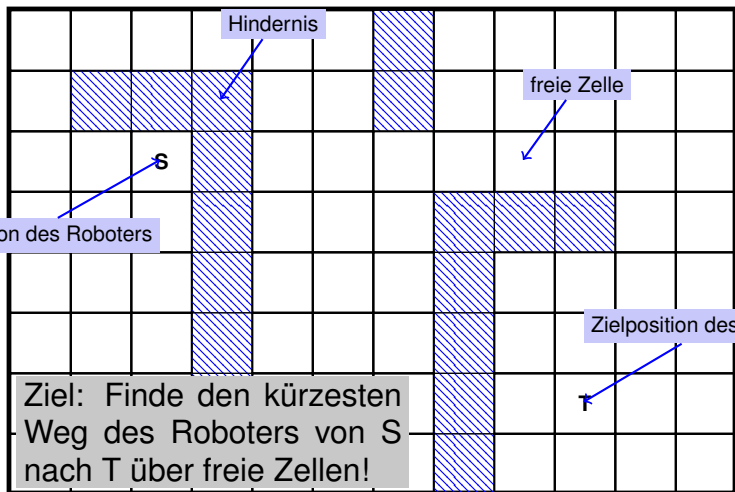 Hindernis
freie Zelle
S
on des Roboters
Zielposition des
T
Ziel: Finde den kürzesten
Weg des Roboters von S
nach T über freie Zellen!